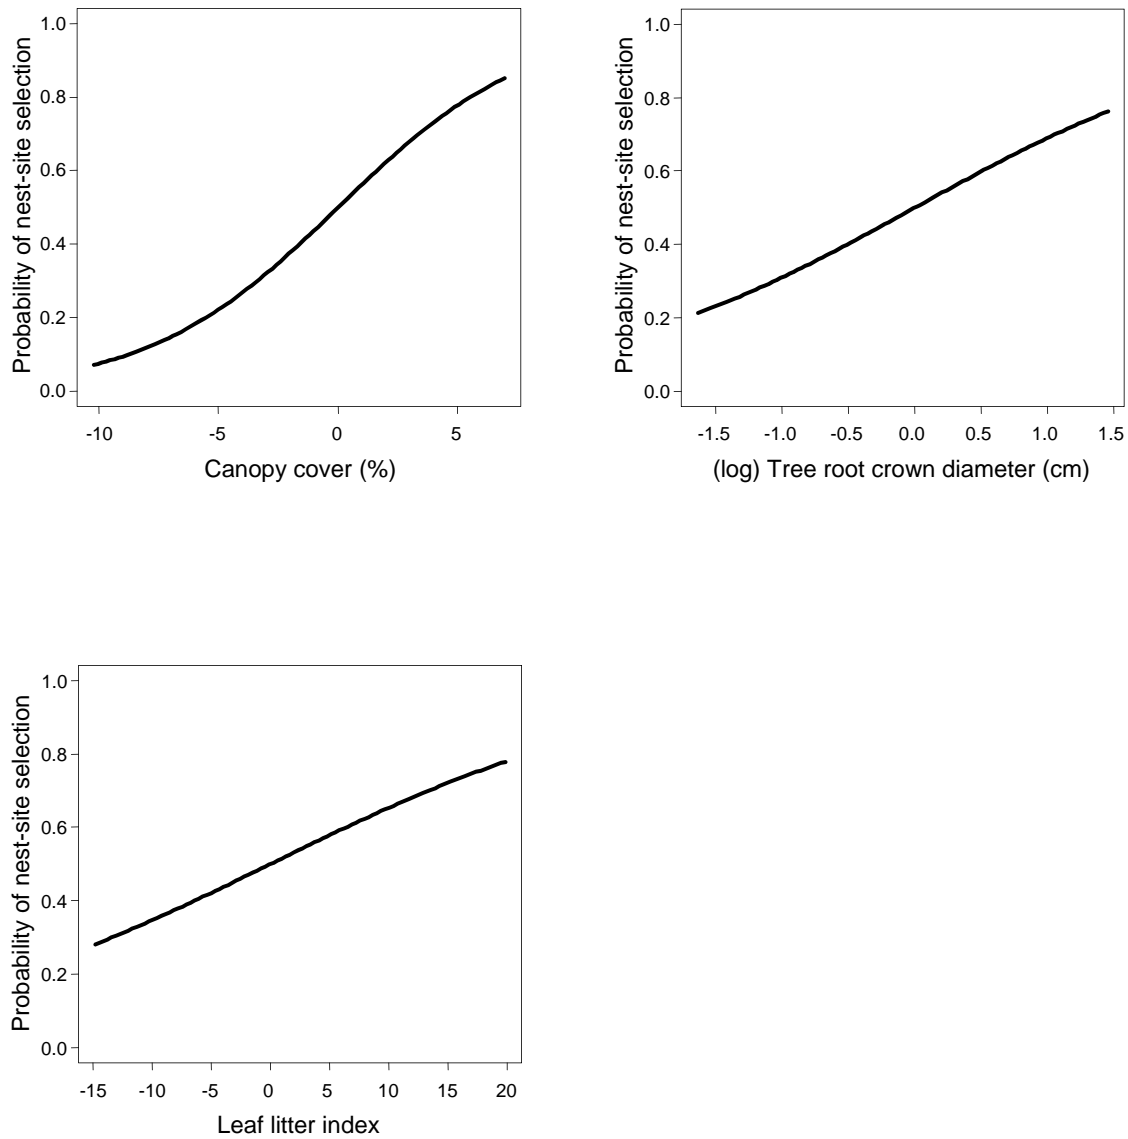 Probability of nest-site selection
1.0
0.8
0.6
0.4
0.2
0.0
-10 -5 0 5
Canopy cover (%)
Probability of nest-site selection
1.0
0.8
0.6
0.4
0.2
0.0
-1.5 -1.0 -0.5 0.0 0.5 1.0 1.5
(log) Tree root crown diameter (cm)
Probability of nest-site selection
1.0
0.8
0.6
0.4
0.2
0.0
-15 -10 -5 0 5 10 15 20
Leaf litter index